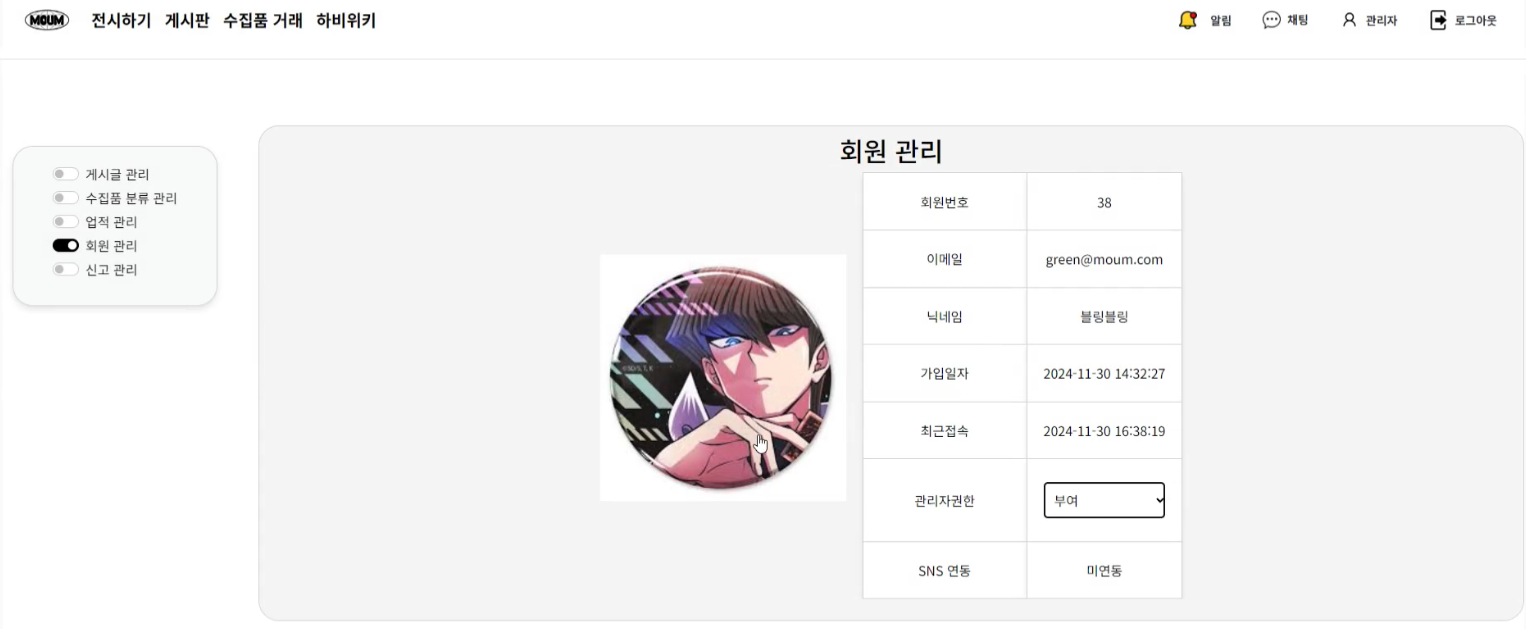 MOUM 전시하기 게시판 수집품 거래 하비위키 알림 채팅 관리자 로그아웃
게시글 관리
수집품 분류 관리
업적 관리
회원 관리
신고 관리
회원 관리
회원번호 38
이메일 green@moum.com
닉네임 블링블링
가입일자 2024-11-30 14:32:27
최근접속 2024-11-30 16:38:19
관리자권한 부여
SNS 연동 미연동